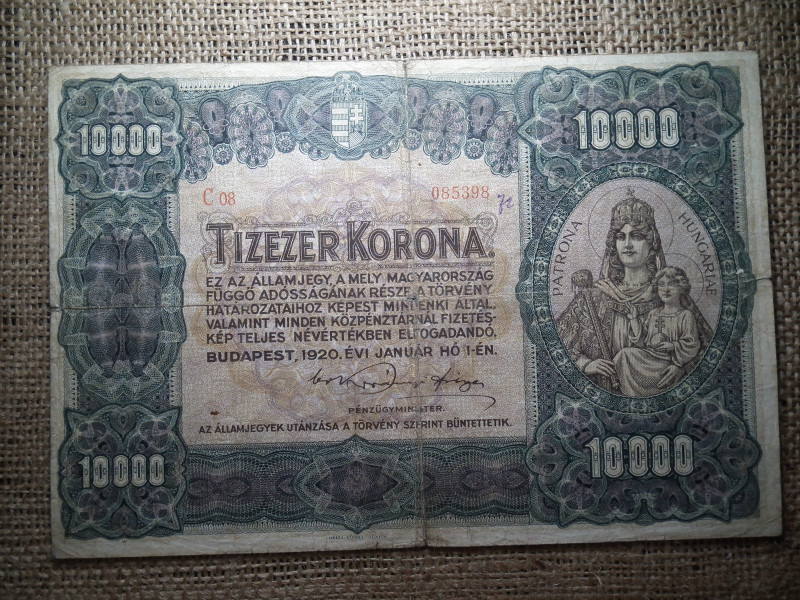 10000
10000
C 08
085398
TIZEZER KORONA.
EZ AZ ÁLLAMJEGY, A MELY MAGYARORSZÁG
FÜGGŐ ADÓSSÁGÁNAK RÉSZE, A TÖRVÉNY
HATÁROZATAIHOZ KÉPEST MINDENKI ÁLTAL,
VALAMINT MINDEN KÖZPÉNZTÁRNÁL FIZETÉS-
KÉP TELJES NÉVÉRTÉKBEN ELFOGADANDÓ.
BUDAPEST, 1920. ÉVI JANUÁR HÓ 1-ÉN.
PÉNZÜGYMINISTER.
AZ ÁLLAMJEGYEK UTÁNZÁSA A TÖRVÉNY SZERINT BÜNTETTETIK.
PATRONA HUNGARIAE
10000
10000